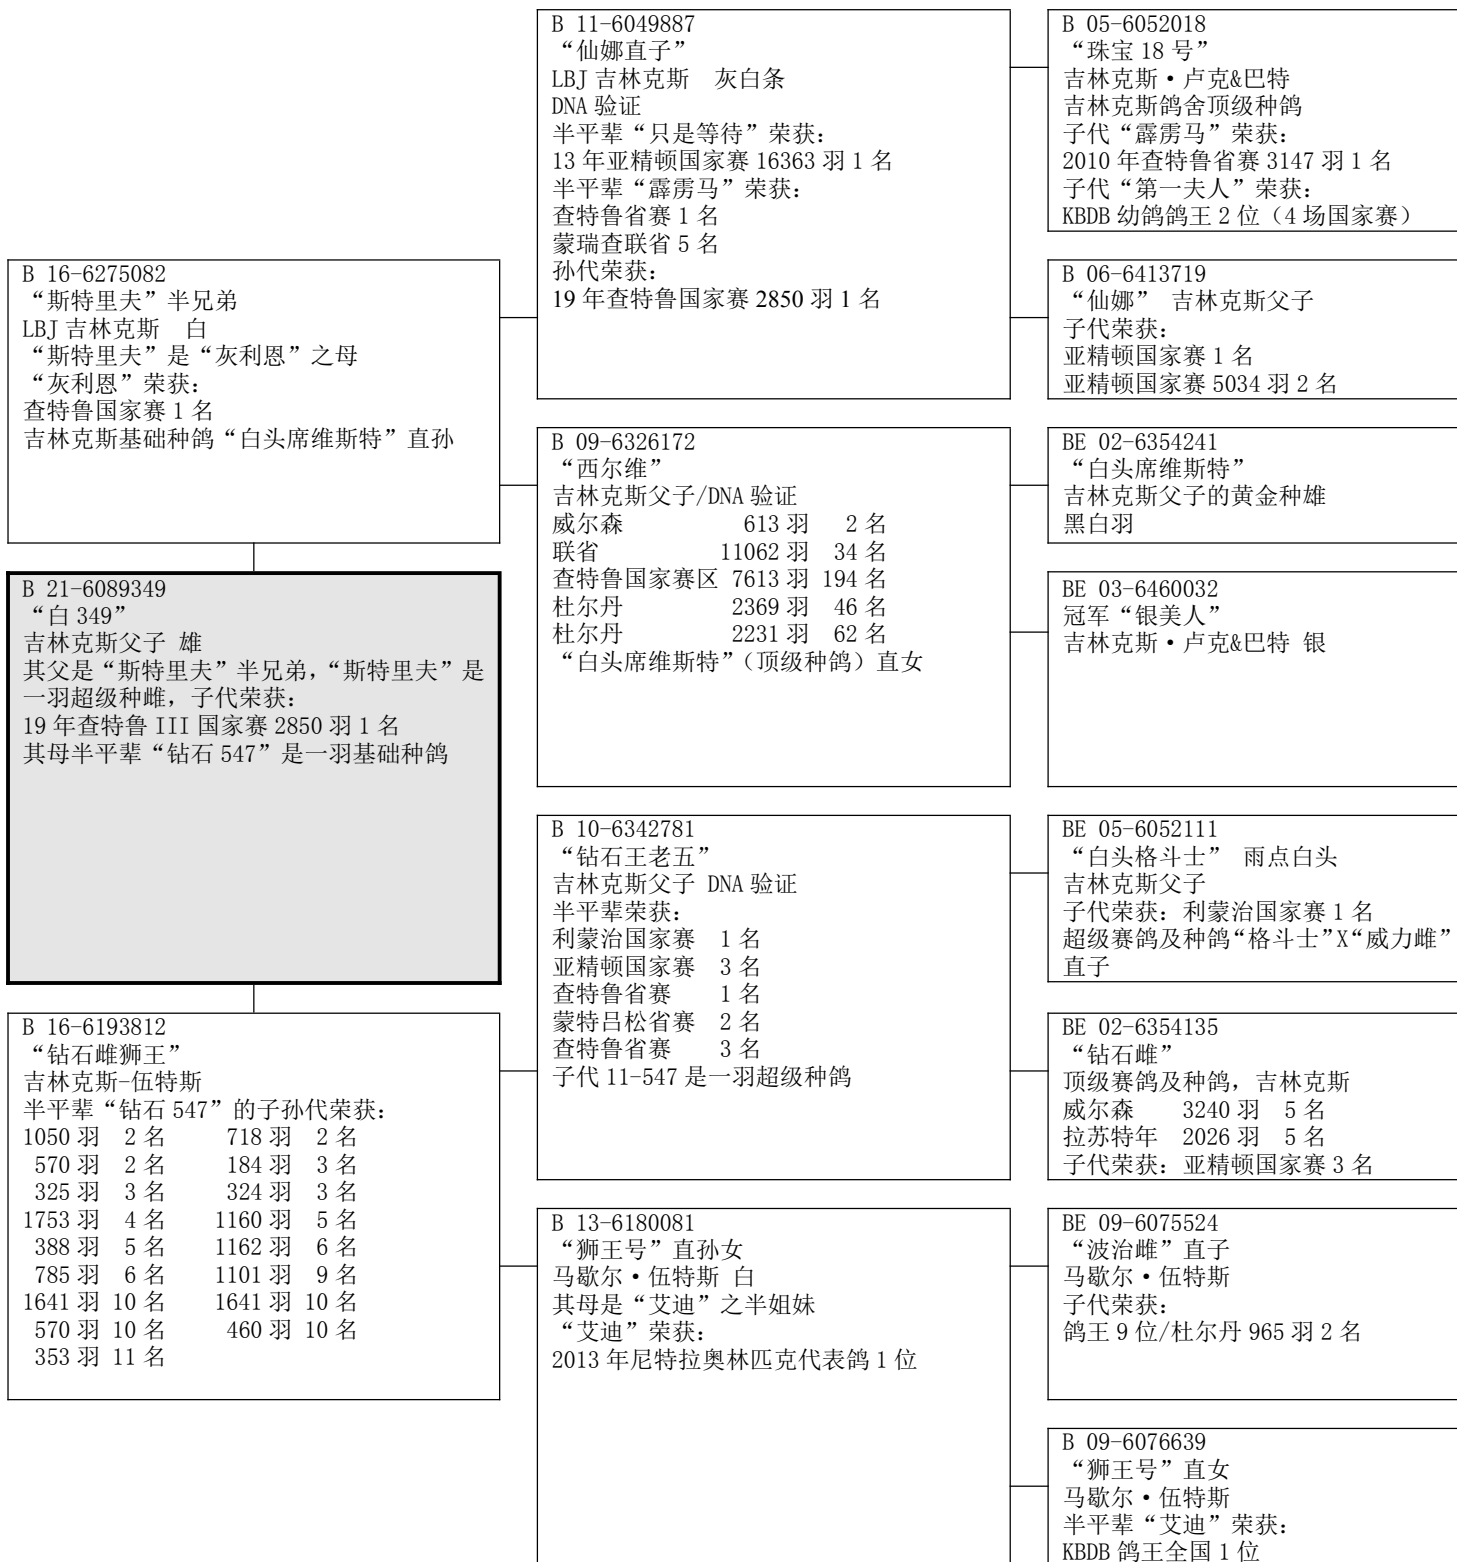 B 11-6049887
“仙娜直子”
LBJ 吉林克斯 灰白条
DNA 验证
半平辈“只是等待”荣获：
13 年亚精顿国家赛 16363 羽 1 名
半平辈“霹雳马”荣获：
查特鲁省赛 1 名
蒙瑞查联省 5 名
孙代荣获：
19 年查特鲁国家赛 2850 羽 1 名
B 05-6052018
“珠宝 18 号”
吉林克斯·卢克&巴特
吉林克斯鸽舍顶级种鸽
子代“霹雳马”荣获：
2010 年查特鲁省赛 3147 羽 1 名
子代“第一夫人”荣获：
KBDB 幼鸽鸽王 2 位（4 场国家赛）
B 16-6275082
“斯特里夫”半兄弟
LBJ 吉林克斯 白
“斯特里夫”是“灰利恩”之母
“灰利恩”荣获：
查特鲁国家赛 1 名
吉林克斯基础种鸽“白头席维斯特”直孙
B 06-6413719
“仙娜” 吉林克斯父子
子代荣获：
亚精顿国家赛 1 名
亚精顿国家赛 5034 羽 2 名
B 09-6326172
“西尔维”
吉林克斯父子/DNA 验证
威尔森 613 羽 2 名
联省 11062 羽 34 名
查特鲁国家赛区 7613 羽 194 名
杜尔丹 2369 羽 46 名
杜尔丹 2231 羽 62 名
“白头席维斯特”（顶级种鸽）直女
BE 02-6354241
“白头席维斯特”
吉林克斯父子的黄金种雄
黑白羽
B 21-6089349
“白 349”
吉林克斯父子 雄
其父是“斯特里夫”半兄弟，“斯特里夫”是
一羽超级种雌，子代荣获：
19 年查特鲁 III 国家赛 2850 羽 1 名
其母半平辈“钻石 547”是一羽基础种鸽
BE 03-6460032
冠军“银美人”
吉林克斯·卢克&巴特 银
B 10-6342781
“钻石王老五”
吉林克斯父子 DNA 验证
半平辈荣获：
利蒙治国家赛 1 名
亚精顿国家赛 3 名
查特鲁省赛 1 名
蒙特吕松省赛 2 名
查特鲁省赛 3 名
子代 11-547 是一羽超级种鸽
BE 05-6052111
“白头格斗士” 雨点白头
吉林克斯父子
子代荣获：利蒙治国家赛 1 名
超级赛鸽及种鸽“格斗士”X“威力雌”
直子
B 16-6193812
“钻石雌狮王”
吉林克斯-伍特斯
半平辈“钻石 547”的子孙代荣获：
1050 羽 2 名 718 羽 2 名
570 羽 2 名 184 羽 3 名
325 羽 3 名 324 羽 3 名
1753 羽 4 名 1160 羽 5 名
388 羽 5 名 1162 羽 6 名
785 羽 6 名 1101 羽 9 名
1641 羽 10 名 1641 羽 10 名
570 羽 10 名 460 羽 10 名
353 羽 11 名
BE 02-6354135
“钻石雌”
顶级赛鸽及种鸽，吉林克斯
威尔森 3240 羽 5 名
拉苏特年 2026 羽 5 名
子代荣获：亚精顿国家赛 3 名
B 13-6180081
“狮王号”直孙女
马歇尔·伍特斯 白
其母是“艾迪”之半姐妹
“艾迪”荣获：
2013 年尼特拉奥林匹克代表鸽 1 位
BE 09-6075524
“波治雌”直子
马歇尔·伍特斯
子代荣获：
鸽王 9 位/杜尔丹 965 羽 2 名
B 09-6076639
“狮王号”直女
马歇尔·伍特斯
半平辈“艾迪”荣获：
KBDB 鸽王全国 1 位